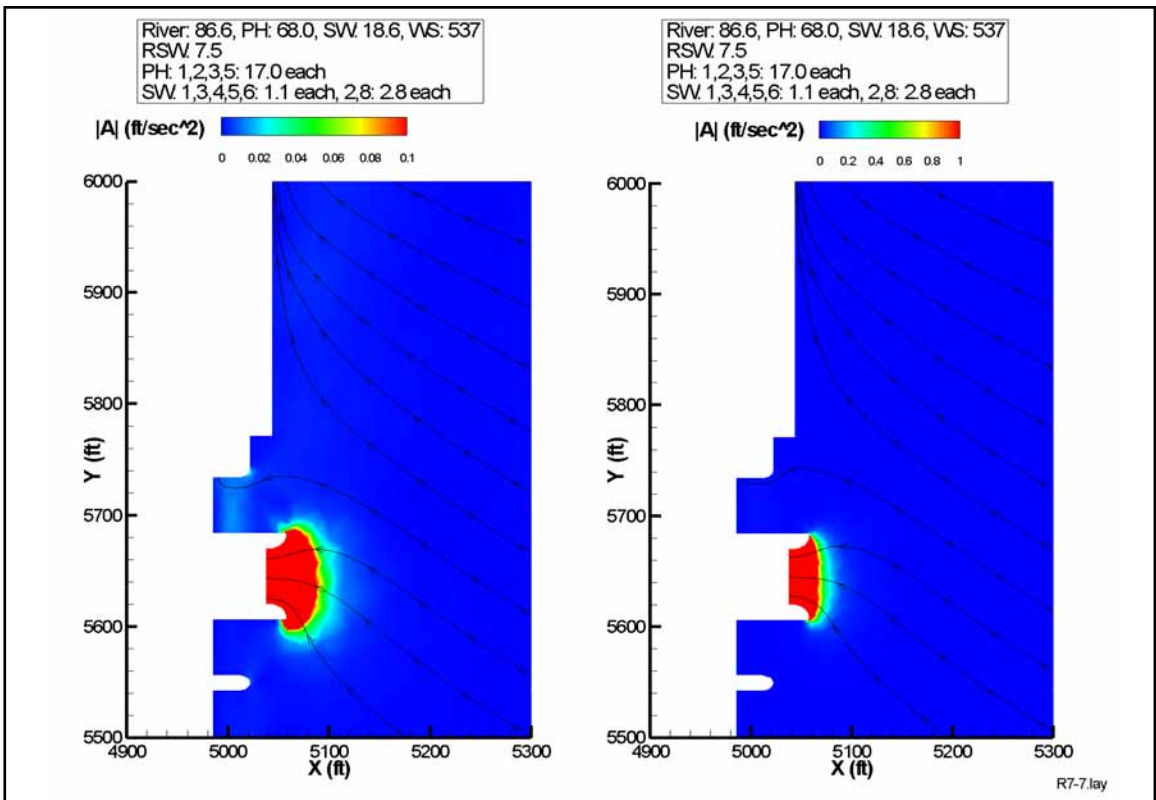 River: 86.6, PH: 68.0, SW: 18.6, WS: 537
RSW: 7.5
PH: 1,2,3,5: 17.0 each
SW: 1,3,4,5,6: 1.1 each, 2,8: 2.8 each
|A| (ft/sec^2)
0 0.02 0.04 0.06 0.08 0.1
6000
5900
5800
5700
5600
5500
Y (ft)
4900 5000 5100 5200 5300
X (ft)
River: 86.6, PH: 68.0, SW: 18.6, WS: 537
RSW: 7.5
PH: 1,2,3,5: 17.0 each
SW: 1,3,4,5,6: 1.1 each, 2,8: 2.8 each
|A| (ft/sec^2)
0 0.2 0.4 0.6 0.8 1
6000
5900
5800
5700
5600
5500
Y (ft)
4900 5000 5100 5200 5300
X (ft)
R7-7.lay